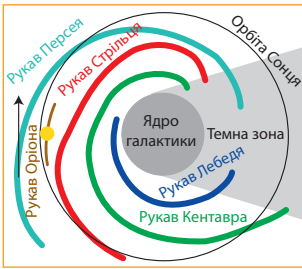 Рукав Персея
Рукав Стрільця
Орбіта Сонця
Ядро
галактики
Темна зона
Рукав Оріона
Рукав Лебедя
Рукав Кентавра